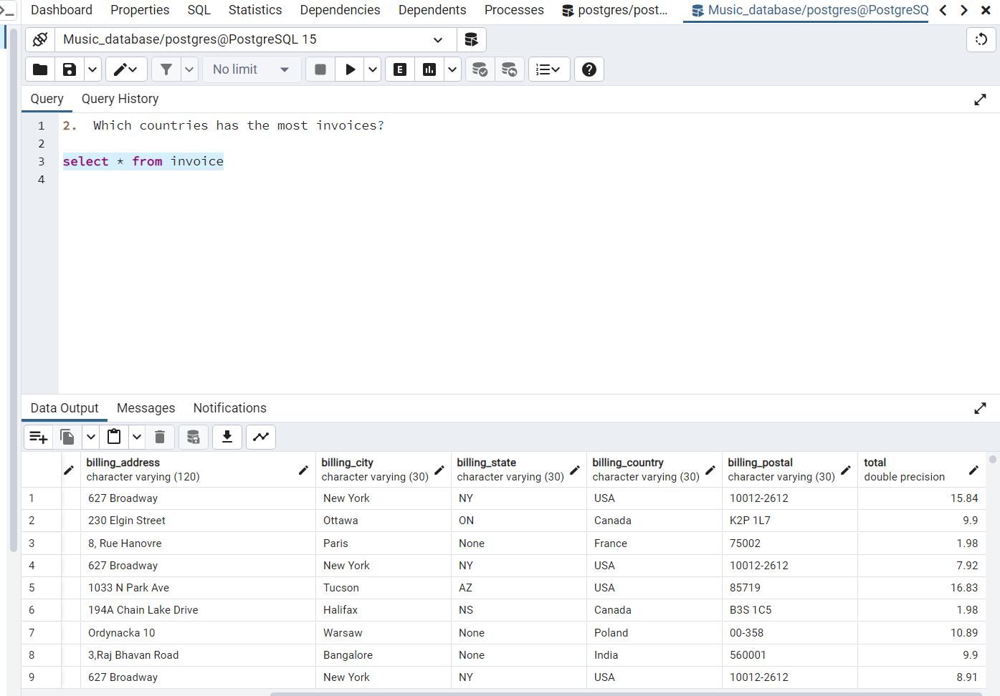 Dashboard Properties SQL Statistics Dependencies Dependents Processes postgres/post... Music_database/postgres@PostgreSQ
Music_database/postgres@PostgreSQL 15
No limit
E
?
Query Query History
1 2. Which countries has the most invoices?
2
3 select * from invoice
4
Data Output Messages Notifications
billing_address billing_city billing_state billing_country billing_postal total
character varying (120) character varying (30) character varying (30) character varying (30) character varying (30) double precision
1 627 Broadway New York NY USA 10012-2612 15.84
2 230 Elgin Street Ottawa ON Canada K2P 1L7 9.9
3 8, Rue Hanovre Paris None France 75002 1.98
4 627 Broadway New York NY USA 10012-2612 7.92
5 1033 N Park Ave Tucson AZ USA 85719 16.83
6 194A Chain Lake Drive Halifax NS Canada B3S 1C5 1.98
7 Ordynacka 10 Warsaw None Poland 00-358 10.89
8 3,Raj Bhavan Road Bangalore None India 560001 9.9
9 627 Broadway New York NY USA 10012-2612 8.91